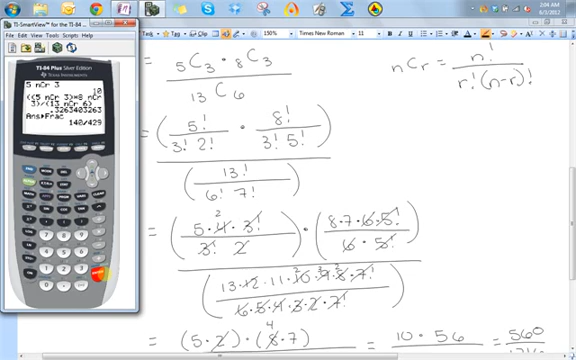 TI-SmartView™ for the TI-84
File Edit View Tools Help
TI-84 Plus Silver Edition
5 nCr 3
10
((5 nCr 3)*8 nCr
3)/(13 nCr 6)
.3263403263
Ans▸Frac
140/429
150%
Times New Roman
11
2:04 AM
6/1/2012
= 5C3 · 8C3 / 13C6
nCr = n! / r!(n-r)!
= (5! / 3! 2!) · (8! / 3! 5!)
(13! / 6! 7!)
= (5·4·3! / 3! 2) · (8·7·6·5! / 6·5!)
(13·12·11·10·9·8·7! / 6·5·4·3·2·7!)
= (5·2)·(8·7) = 10·56 = 560